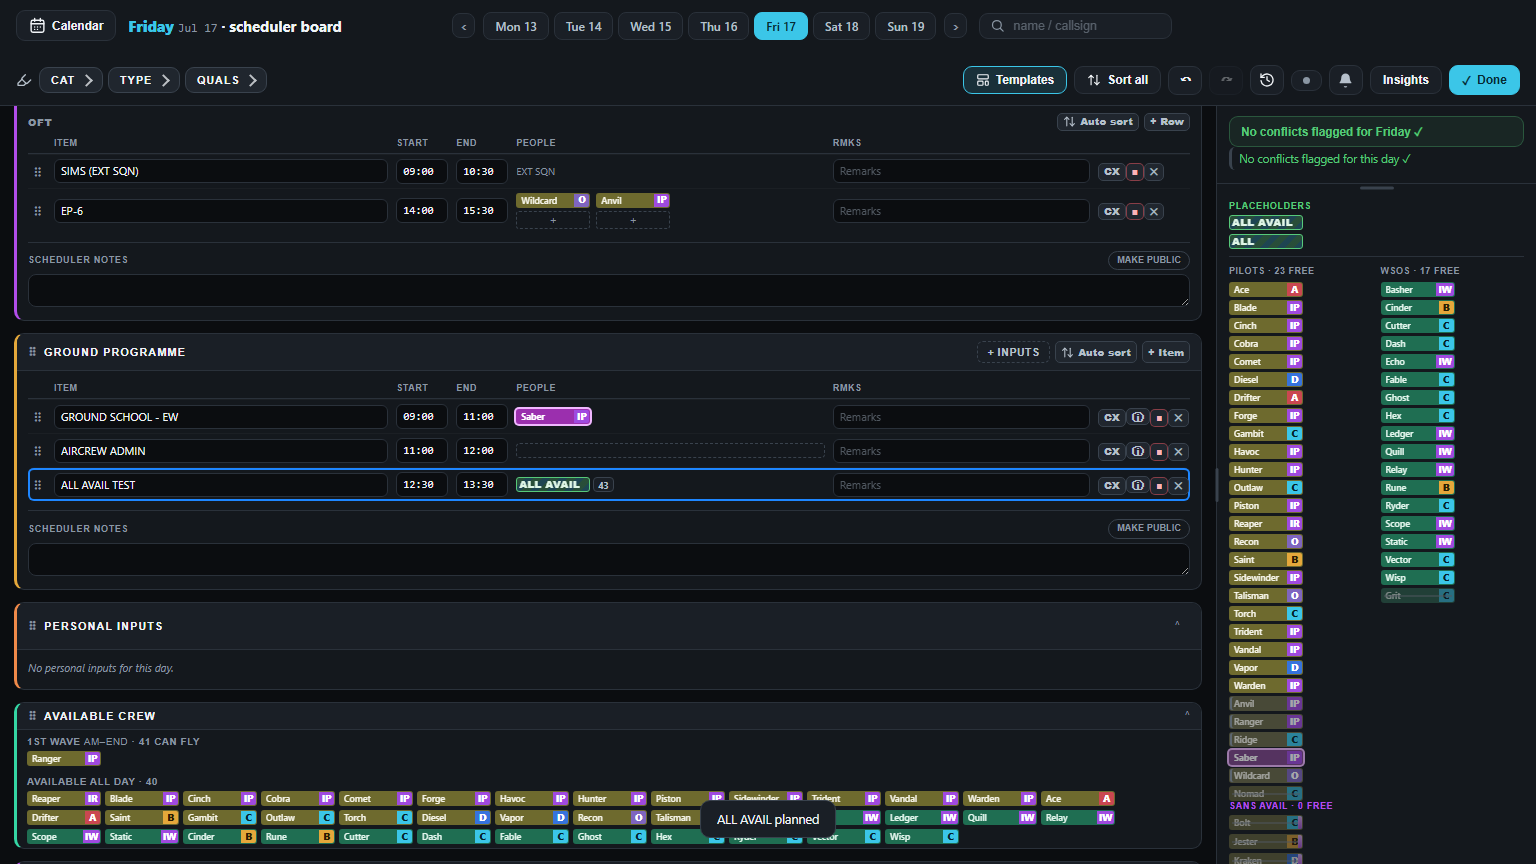 Calendar Friday Jul 17 · scheduler board ‹ Mon 13 Tue 14 Wed 15 Thu 16 Fri 17 Sat 18 Sun 19 › name / callsign
CAT TYPE QUALS Templates Sort all Insights ✓ Done
OFT Auto sort + Row
ITEM START END PEOPLE RMKS
SIMS (EXT SQN) 09:00 10:30 EXT SQN Remarks CX ✕
EP-6 14:00 15:30 Wildcard O Anvil IP Remarks CX ✕
+ +
SCHEDULER NOTES MAKE PUBLIC
GROUND PROGRAMME + INPUTS Auto sort + Item
ITEM START END PEOPLE RMKS
GROUND SCHOOL - EW 09:00 11:00 Saber IP Remarks CX ✕
AIRCREW ADMIN 11:00 12:00 Remarks CX ✕
ALL AVAIL TEST 12:30 13:30 ALL AVAIL 43 Remarks CX ✕
SCHEDULER NOTES MAKE PUBLIC
PERSONAL INPUTS ^
No personal inputs for this day.
AVAILABLE CREW ^
1ST WAVE AM–END · 41 CAN FLY
Ranger IP
AVAILABLE ALL DAY · 40
Reaper IR Blade IP Cinch IP Cobra IP Comet IP Forge IP Havoc IP Hunter IP Piston IP Sidewinder IP Trident IP Vandal IP Warden IP Ace A
Drifter A Saint B Gambit C Outlaw C Torch C Diesel D Vapor D Recon O Talisman IW Ledger IW Quill IW Relay IW
Scope IW Static IW Cinder B Rune B Cutter C Dash C Fable C Ghost C Hex Ryder Vector C Wisp C
ALL AVAIL planned
No conflicts flagged for Friday ✓
No conflicts flagged for this day ✓
PLACEHOLDERS
ALL AVAIL
ALL
PILOTS · 23 FREE
Ace A
Blade IP
Cinch IP
Cobra IP
Comet IP
Diesel D
Drifter A
Forge IP
Gambit C
Havoc IP
Hunter IP
Outlaw C
Piston IP
Reaper IR
Recon O
Saint B
Sidewinder IP
Talisman O
Torch C
Trident IP
Vandal IP
Vapor D
Warden IP
Anvil IP
Ranger IP
Ridge C
Saber IP
Wildcard O
Nomad C
WSOS · 17 FREE
Basher IW
Cinder B
Cutter C
Dash C
Echo IW
Fable C
Ghost C
Hex C
Ledger IW
Quill IW
Relay IW
Rune B
Ryder C
Scope IW
Static IW
Vector C
Wisp C
Grit C
SANS AVAIL · 0 FREE
Bolt C
Jester B
Kraken D